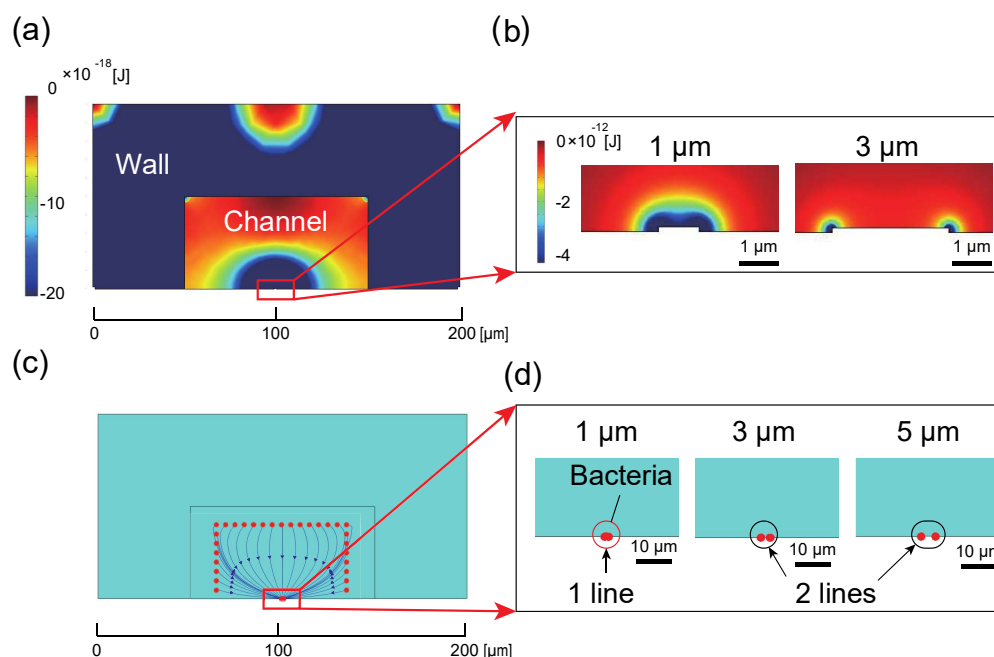 (a)
0 ×10⁻¹⁸[J]
-10
-20
Wall
Channel
0
100
200 [μm]
(b)
0×10⁻¹²[J]
-2
-4
1 μm
3 μm
1 μm
1 μm
(c)
0
100
200 [μm]
(d)
1 μm
3 μm
5 μm
Bacteria
10 μm
10 μm
10 μm
1 line
2 lines